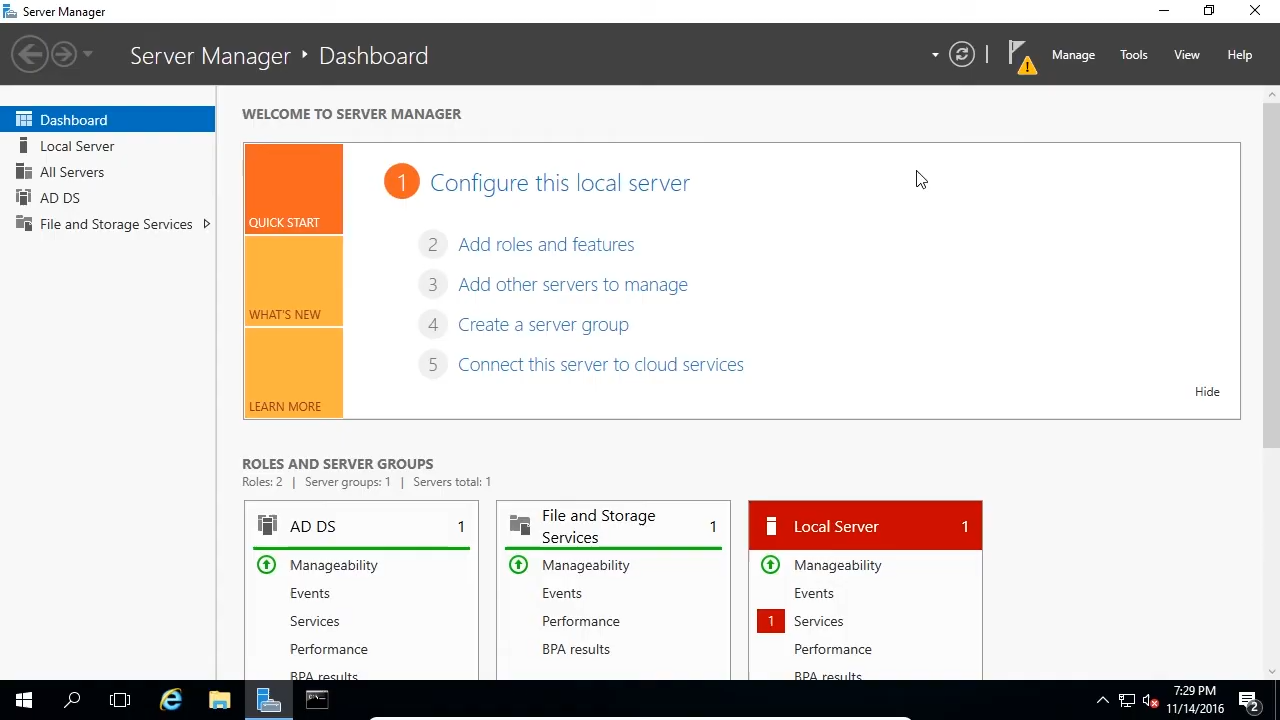 Server Manager
Server Manager ‣ Dashboard
Manage Tools View Help
Dashboard
Local Server
All Servers
AD DS
File and Storage Services
WELCOME TO SERVER MANAGER
QUICK START
WHAT'S NEW
LEARN MORE
1 Configure this local server
2 Add roles and features
3 Add other servers to manage
4 Create a server group
5 Connect this server to cloud services
Hide
ROLES AND SERVER GROUPS
Roles: 2 | Server groups: 1 | Servers total: 1
AD DS 1
Manageability
Events
Services
Performance
BPA results
File and Storage
Services 1
Manageability
Events
Performance
BPA results
Local Server 1
Manageability
Events
1 Services
Performance
BPA results
7:29 PM
11/14/2016
2